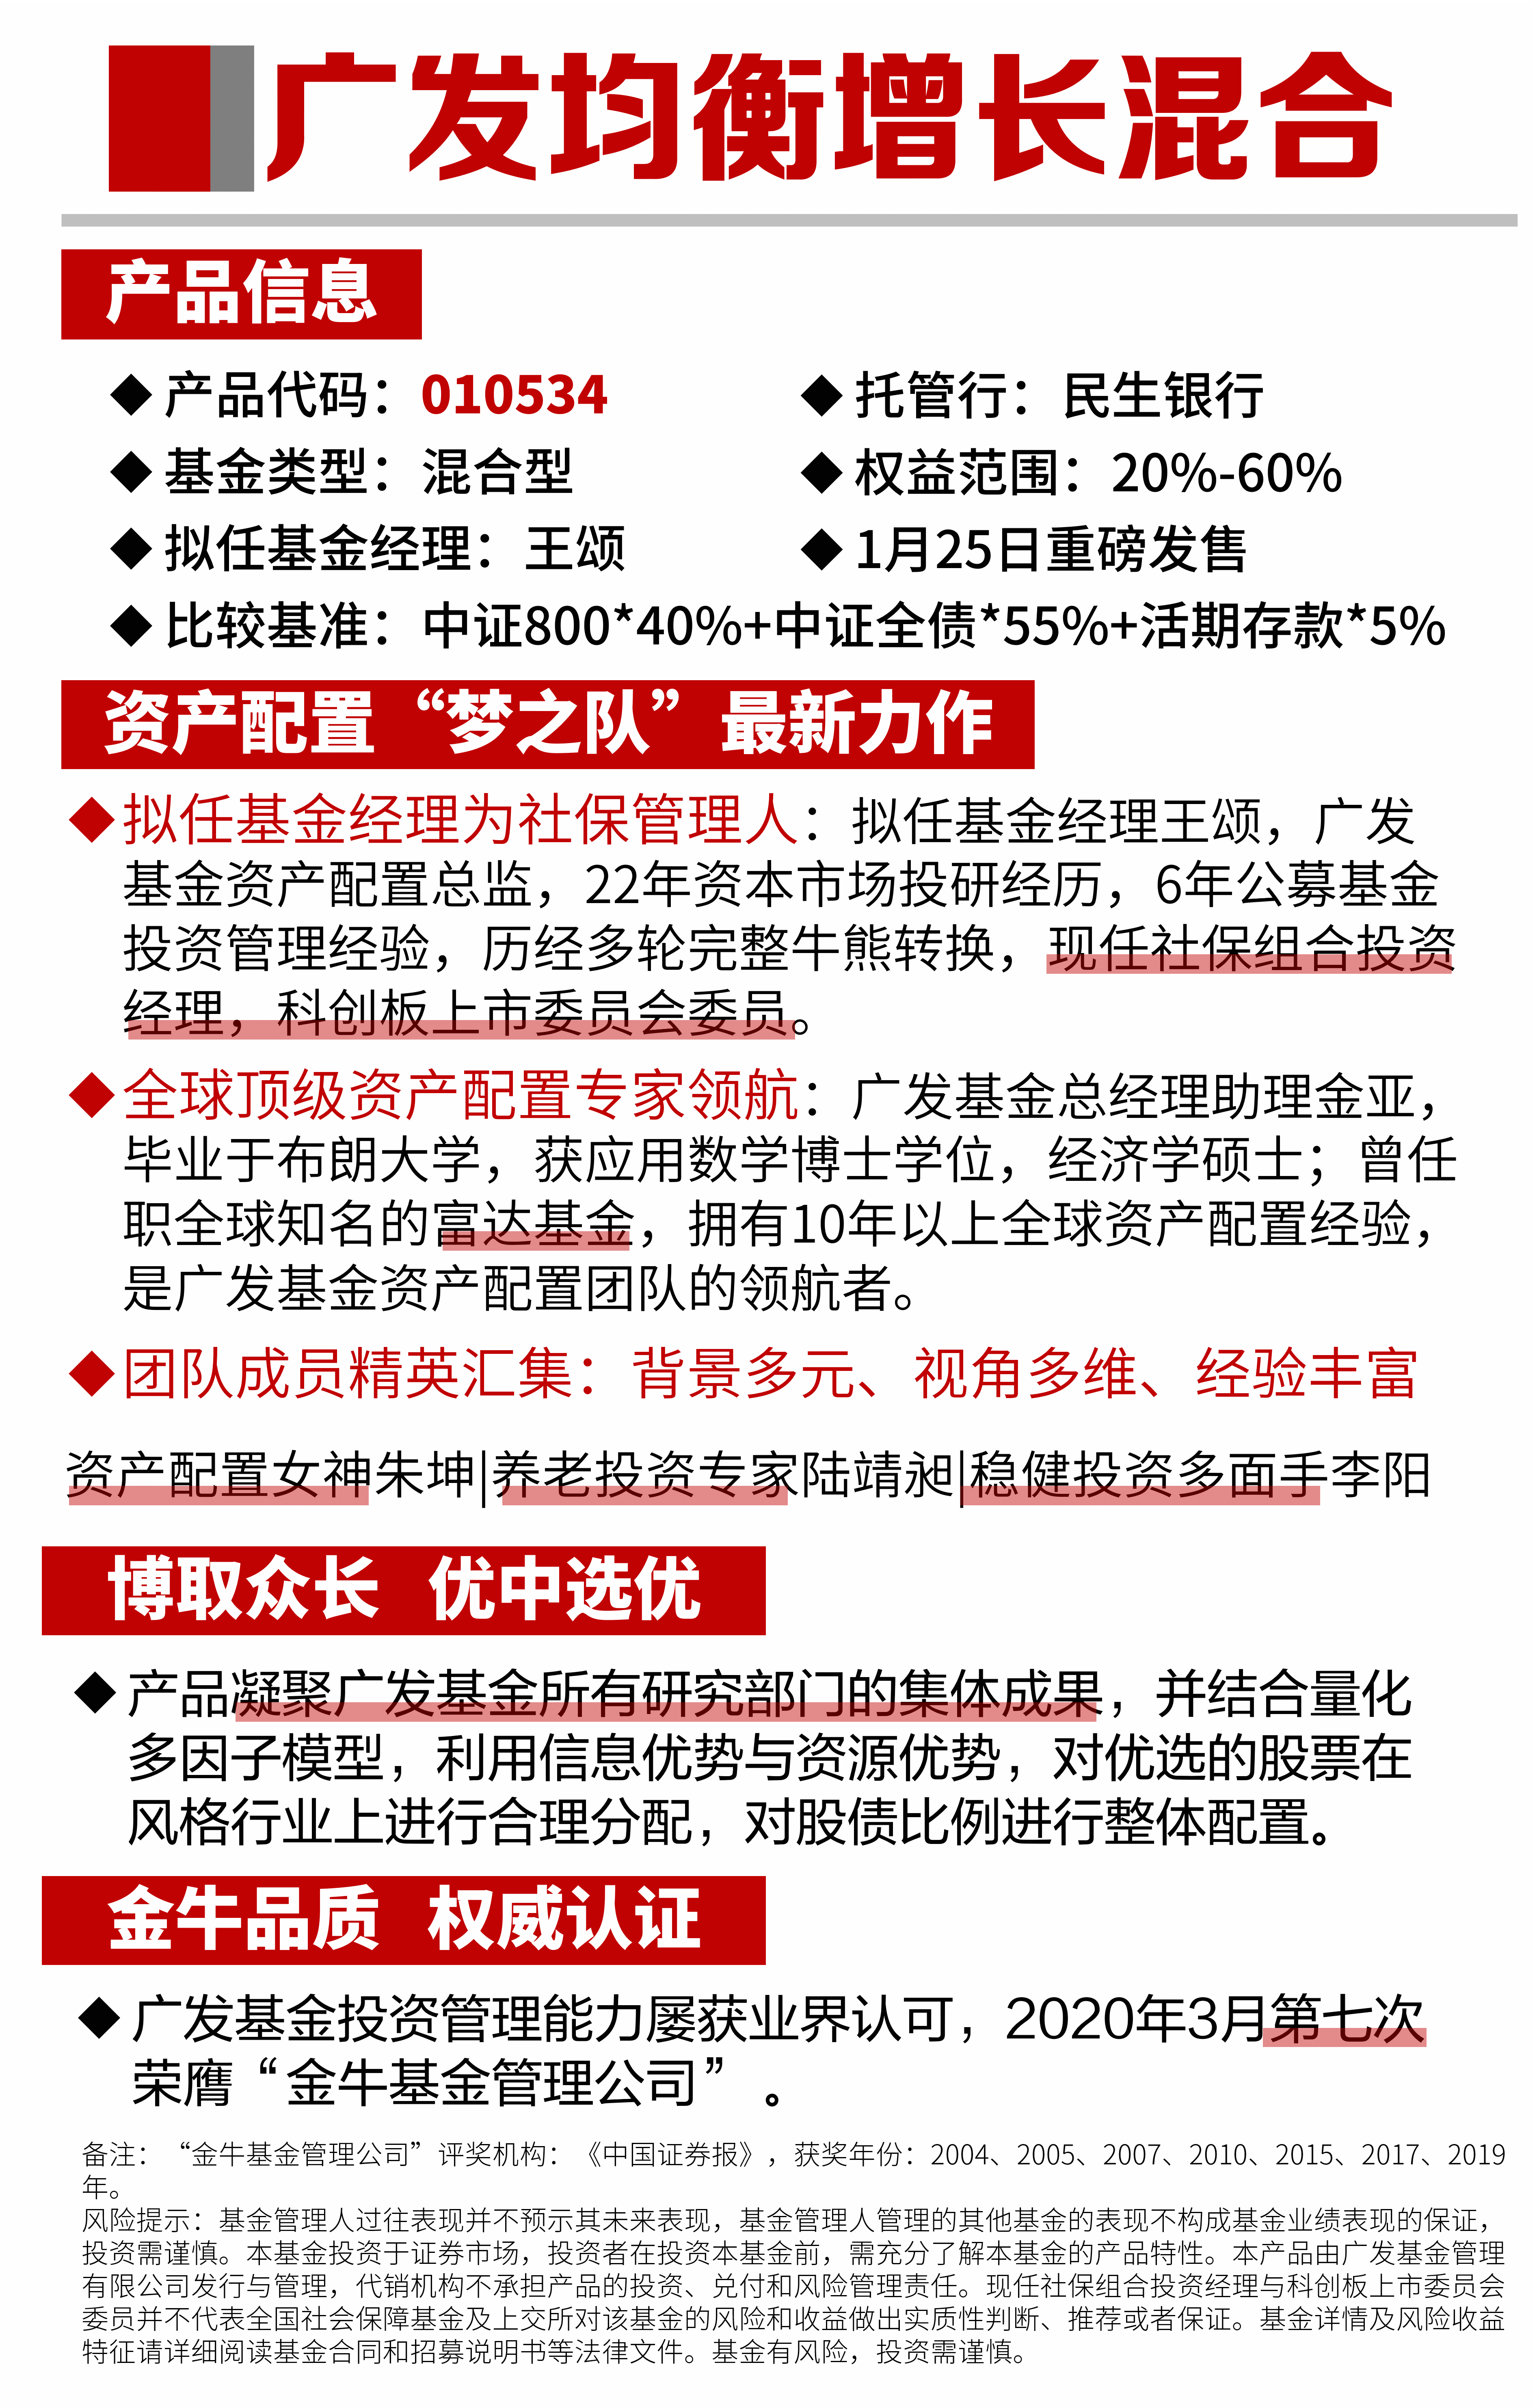 广发均衡增长混合
产品信息
◆产品代码：010534
◆托管行：民生银行
◆基金类型：混合型
◆权益范围：20%-60%
◆拟任基金经理：王颂
◆1月25日重磅发售
◆比较基准：中证800*40%+中证全债*55%+活期存款*5%
资产配置“梦之队”最新力作
◆拟任基金经理为社保管理人：拟任基金经理王颂，广发
基金资产配置总监，22年资本市场投研经历，6年公募基金
投资管理经验，历经多轮完整牛熊转换，现任社保组合投资
经理，科创板上市委员会委员。
◆全球顶级资产配置专家领航：广发基金总经理助理金亚，
毕业于布朗大学，获应用数学博士学位，经济学硕士；曾任
职全球知名的富达基金，拥有10年以上全球资产配置经验，
是广发基金资产配置团队的领航者。
◆团队成员精英汇集：背景多元、视角多维、经验丰富
资产配置女神朱坤|养老投资专家陆靖昶|稳健投资多面手李阳
博取众长 优中选优
◆产品凝聚广发基金所有研究部门的集体成果，并结合量化
多因子模型，利用信息优势与资源优势，对优选的股票在
风格行业上进行合理分配，对股债比例进行整体配置。
金牛品质 权威认证
◆广发基金投资管理能力屡获业界认可，2020年3月第七次
荣膺“金牛基金管理公司”。
备注：“金牛基金管理公司”评奖机构：《中国证券报》，获奖年份：2004、2005、2007、2010、2015、2017、2019
年。
风险提示：基金管理人过往表现并不预示其未来表现，基金管理人管理的其他基金的表现不构成基金业绩表现的保证，
投资需谨慎。本基金投资于证券市场，投资者在投资本基金前，需充分了解本基金的产品特性。本产品由广发基金管理
有限公司发行与管理，代销机构不承担产品的投资、兑付和风险管理责任。现任社保组合投资经理与科创板上市委员会
委员并不代表全国社会保障基金及上交所对该基金的风险和收益做出实质性判断、推荐或者保证。基金详情及风险收益
特征请详细阅读基金合同和招募说明书等法律文件。基金有风险，投资需谨慎。